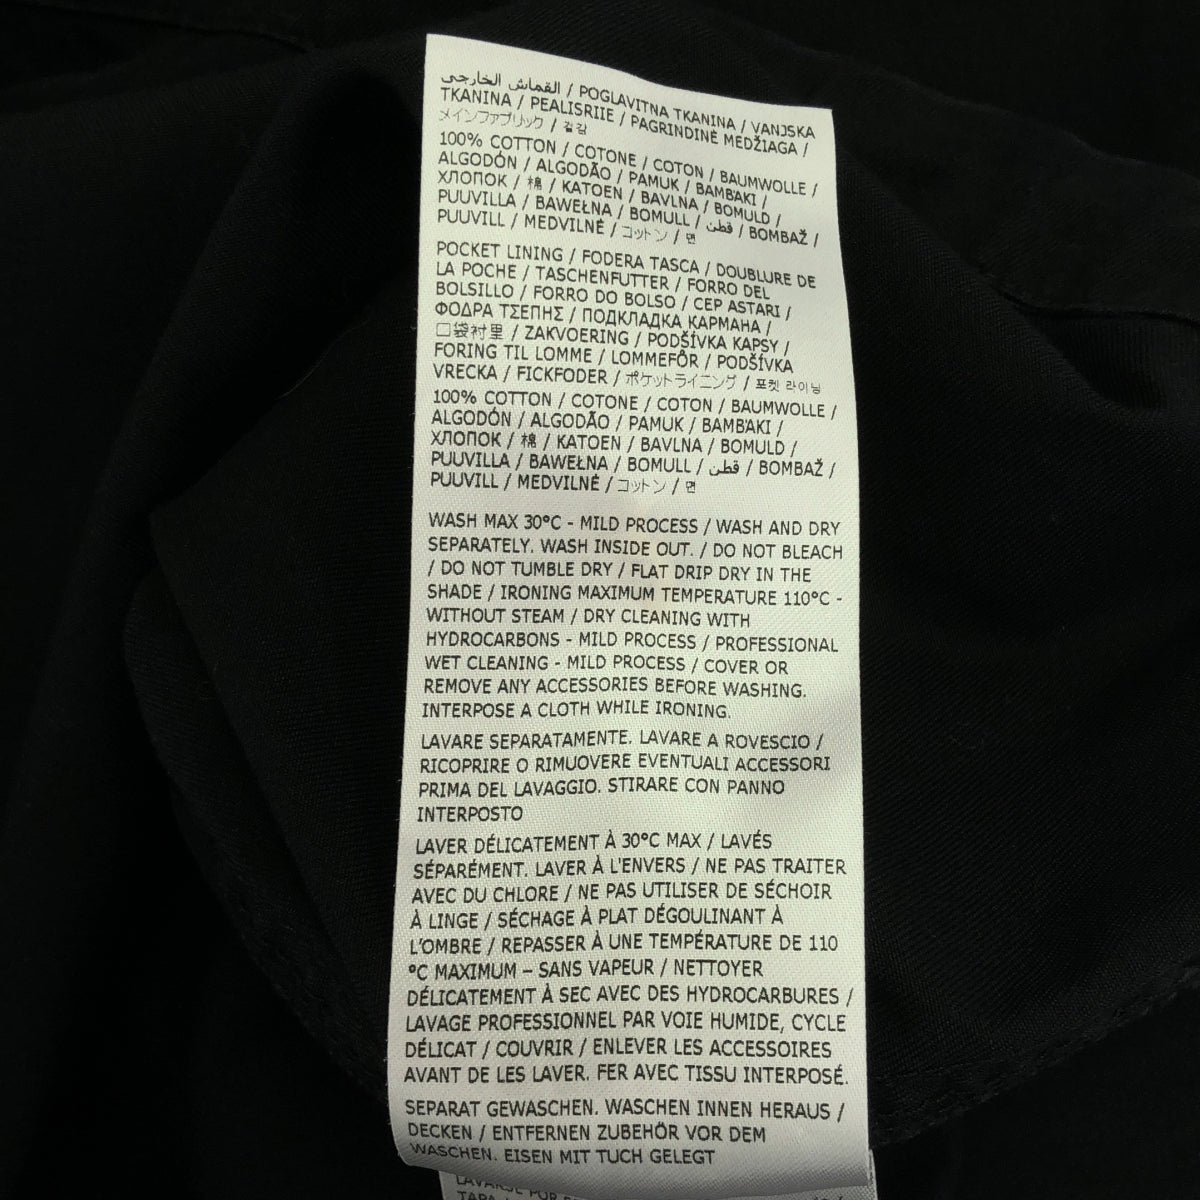 القماش الخارجي / POGLAVITNA TKANINA / VANJSKA
TKANINA / PEALISRIIE / PAGRINDINĖ MEDŽIAGA /
メインファブリック / 겉감
100% COTTON / COTONE / COTON / BAUMWOLLE /
ALGODÓN / ALGODÃO / PAMUK / BAMBAKI /
ХЛОПОК / 棉 / KATOEN / BAVLNA / BOMULD /
PUUVILLA / BAWEŁNA / BOMULL / قطن / BOMBAŽ /
PUUVILL / MEDVILNĖ / コットン / 면
POCKET LINING / FODERA TASCA / DOUBLURE DE
LA POCHE / TASCHENFUTTER / FORRO DEL
BOLSILLO / FORRO DO BOLSO / CEP ASTARI /
ΦΟΔΡΑ ΤΣΕΠΗΣ / ПОДКЛАДКА КАРМАНА /
口袋衬里 / ZAKVOERING / PODŠÍVKA KAPSY /
FORING TIL LOMME / LOMMEFÔR / PODŠÍVKA
VRECKA / FICKFODER / ポケットライニング / 포켓 라이닝
100% COTTON / COTONE / COTON / BAUMWOLLE /
ALGODÓN / ALGODÃO / PAMUK / BAMBAKI /
ХЛОПОК / 棉 / KATOEN / BAVLNA / BOMULD /
PUUVILLA / BAWEŁNA / BOMULL / قطن / BOMBAŽ /
PUUVILL / MEDVILNĖ / コットン / 면
WASH MAX 30°C - MILD PROCESS / WASH AND DRY
SEPARATELY. WASH INSIDE OUT. / DO NOT BLEACH
/ DO NOT TUMBLE DRY / FLAT DRIP DRY IN THE
SHADE / IRONING MAXIMUM TEMPERATURE 110°C -
WITHOUT STEAM / DRY CLEANING WITH
HYDROCARBONS - MILD PROCESS / PROFESSIONAL
WET CLEANING - MILD PROCESS / COVER OR
REMOVE ANY ACCESSORIES BEFORE WASHING.
INTERPOSE A CLOTH WHILE IRONING.
LAVARE SEPARATAMENTE. LAVARE A ROVESCIO /
RICOPRIRE O RIMUOVERE EVENTUALI ACCESSORI
PRIMA DEL LAVAGGIO. STIRARE CON PANNO
INTERPOSTO
LAVER DÉLICATEMENT À 30°C MAX / LAVÉS
SÉPARÉMENT. LAVER À L'ENVERS / NE PAS TRAITER
AVEC DU CHLORE / NE PAS UTILISER DE SÉCHOIR
À LINGE / SÉCHAGE À PLAT DÉGOULINANT À
L'OMBRE / REPASSER À UNE TEMPÉRATURE DE 110
°C MAXIMUM – SANS VAPEUR / NETTOYER
DÉLICATEMENT À SEC AVEC DES HYDROCARBURES /
LAVAGE PROFESSIONNEL PAR VOIE HUMIDE, CYCLE
DÉLICAT / COUVRIR / ENLEVER LES ACCESSOIRES
AVANT DE LES LAVER. FER AVEC TISSU INTERPOSÉ.
SEPARAT GEWASCHEN. WASCHEN INNEN HERAUS /
DECKEN / ENTFERNEN ZUBEHÖR VOR DEM
WASCHEN. EISEN MIT TUCH GELEGT